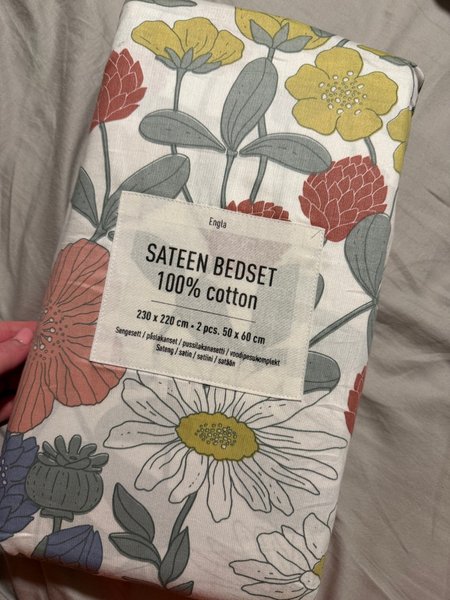 Engla
SATEEN BEDSET
100% cotton
230 x 220 cm • 2 pcs. 50 x 60 cm
Sengesett / påslakanset / pussilakanasetti / voodipesukomplekt
Sateng / satin / satiini / satään